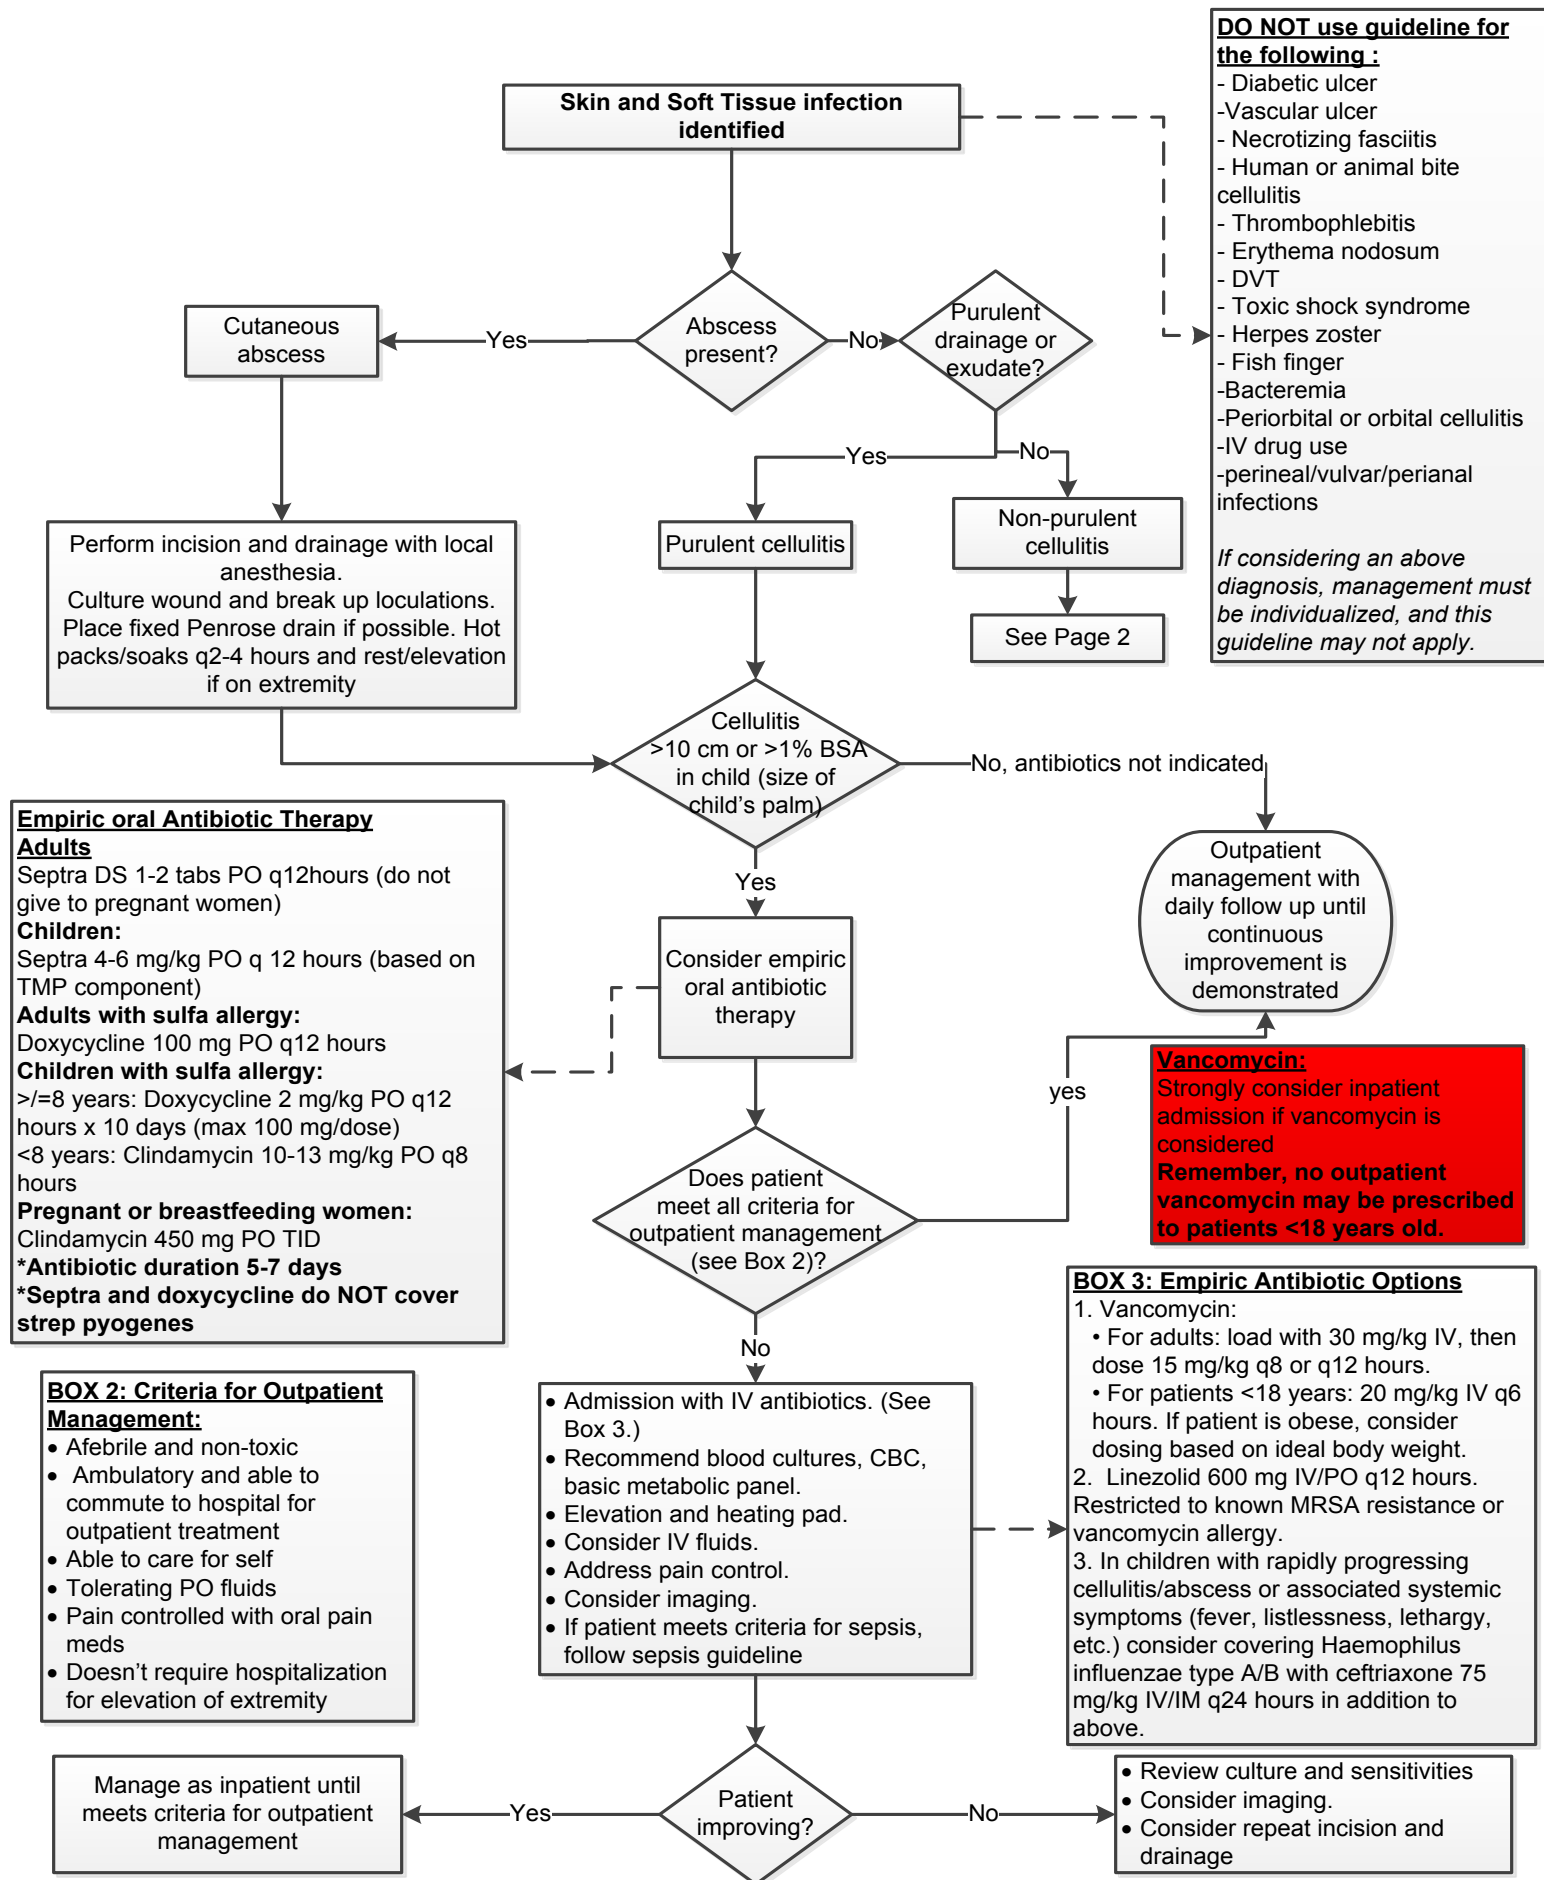 Skin and Soft Tissue infection
identified
DO NOT use guideline for
the following :
- Diabetic ulcer
-Vascular ulcer
- Necrotizing fasciitis
- Human or animal bite
cellulitis
- Thrombophlebitis
- Erythema nodosum
- DVT
- Toxic shock syndrome
- Herpes zoster
- Fish finger
-Bacteremia
-Periorbital or orbital cellulitis
-IV drug use
-perineal/vulvar/perianal
infections
If considering an above
diagnosis, management must
be individualized, and this
guideline may not apply.
Abscess
present?
Yes
No
Cutaneous
abscess
Purulent
drainage or
exudate?
Yes
No
Perform incision and drainage with local
anesthesia.
Culture wound and break up loculations.
Place fixed Penrose drain if possible. Hot
packs/soaks q2-4 hours and rest/elevation
if on extremity
Purulent cellulitis
Non-purulent
cellulitis
See Page 2
Cellulitis
>10 cm or >1% BSA
in child (size of
child's palm)
No, antibiotics not indicated
Yes
Outpatient
management with
daily follow up until
continuous
improvement is
demonstrated
Empiric oral Antibiotic Therapy
Adults
Septra DS 1-2 tabs PO q12hours (do not
give to pregnant women)
Children:
Septra 4-6 mg/kg PO q 12 hours (based on
TMP component)
Adults with sulfa allergy:
Doxycycline 100 mg PO q12 hours
Children with sulfa allergy:
>/=8 years: Doxycycline 2 mg/kg PO q12
hours x 10 days (max 100 mg/dose)
<8 years: Clindamycin 10-13 mg/kg PO q8
hours
Pregnant or breastfeeding women:
Clindamycin 450 mg PO TID
*Antibiotic duration 5-7 days
*Septra and doxycycline do NOT cover
strep pyogenes
Consider empiric
oral antibiotic
therapy
yes
Vancomycin:
Strongly consider inpatient
admission if vancomycin is
considered
Remember, no outpatient
vancomycin may be prescribed
to patients <18 years old.
Does patient
meet all criteria for
outpatient management
(see Box 2)?
No
BOX 2: Criteria for Outpatient
Management:
• Afebrile and non-toxic
• Ambulatory and able to
commute to hospital for
outpatient treatment
• Able to care for self
• Tolerating PO fluids
• Pain controlled with oral pain
meds
• Doesn't require hospitalization
for elevation of extremity
• Admission with IV antibiotics. (See
Box 3.)
• Recommend blood cultures, CBC,
basic metabolic panel.
• Elevation and heating pad.
• Consider IV fluids.
• Address pain control.
• Consider imaging.
• If patient meets criteria for sepsis,
follow sepsis guideline
BOX 3: Empiric Antibiotic Options
1. Vancomycin:
• For adults: load with 30 mg/kg IV, then
dose 15 mg/kg q8 or q12 hours.
• For patients <18 years: 20 mg/kg IV q6
hours. If patient is obese, consider
dosing based on ideal body weight.
2. Linezolid 600 mg IV/PO q12 hours.
Restricted to known MRSA resistance or
vancomycin allergy.
3. In children with rapidly progressing
cellulitis/abscess or associated systemic
symptoms (fever, listlessness, lethargy,
etc.) consider covering Haemophilus
influenzae type A/B with ceftriaxone 75
mg/kg IV/IM q24 hours in addition to
above.
Patient
improving?
Yes
No
Manage as inpatient until
meets criteria for outpatient
management
• Review culture and sensitivities
• Consider imaging.
• Consider repeat incision and
drainage